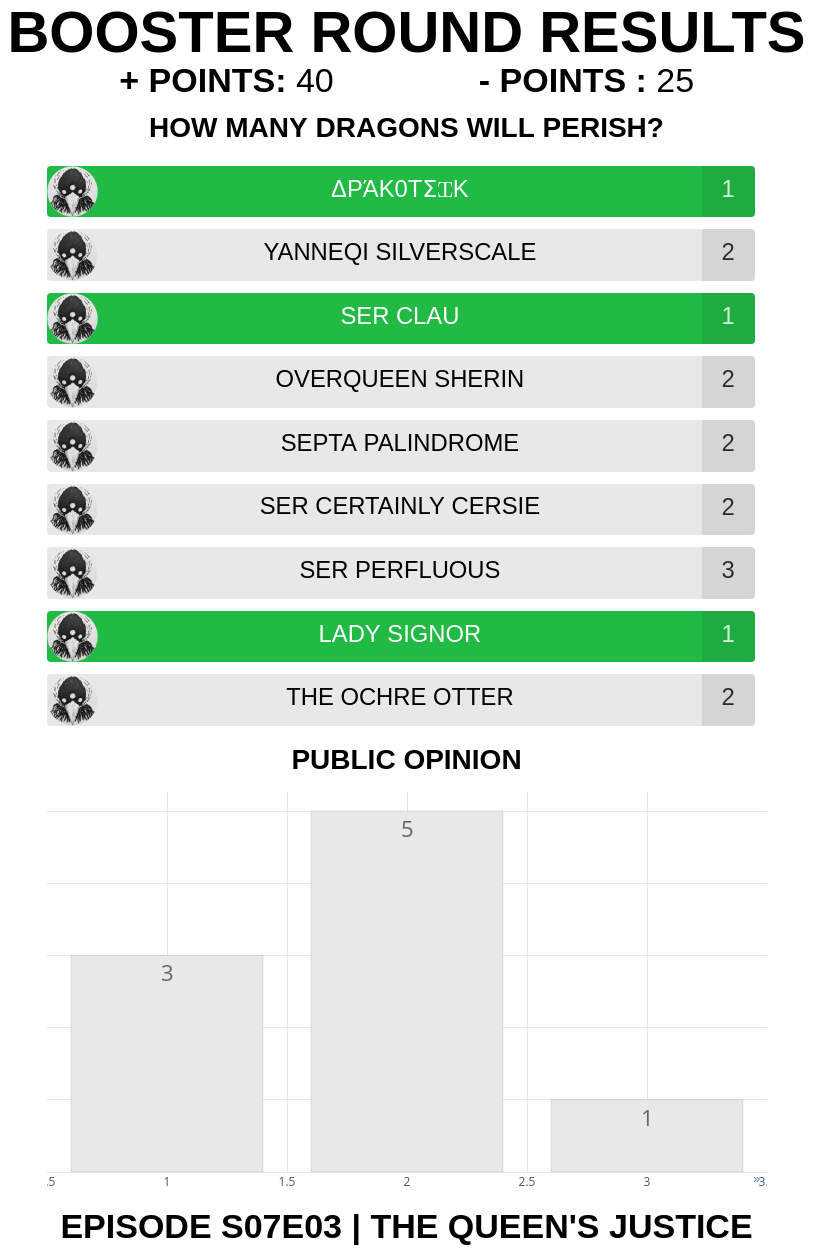 BOOSTER ROUND RESULTS
+ POINTS: 40 - POINTS : 25
HOW MANY DRAGONS WILL PERISH?
ΔΡΆΚ0ΤΣⵊK 1
YANNEQI SILVERSCALE 2
SER CLAU 1
OVERQUEEN SHERIN 2
SEPTA PALINDROME 2
SER CERTAINLY CERSIE 2
SER PERFLUOUS 3
LADY SIGNOR 1
THE OCHRE OTTER 2
PUBLIC OPINION
5
3
1
.5 1 1.5 2 2.5 3 »3.
EPISODE S07E03 | THE QUEEN'S JUSTICE